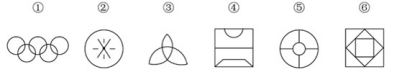 ① ② ③ ④ ⑤ ⑥